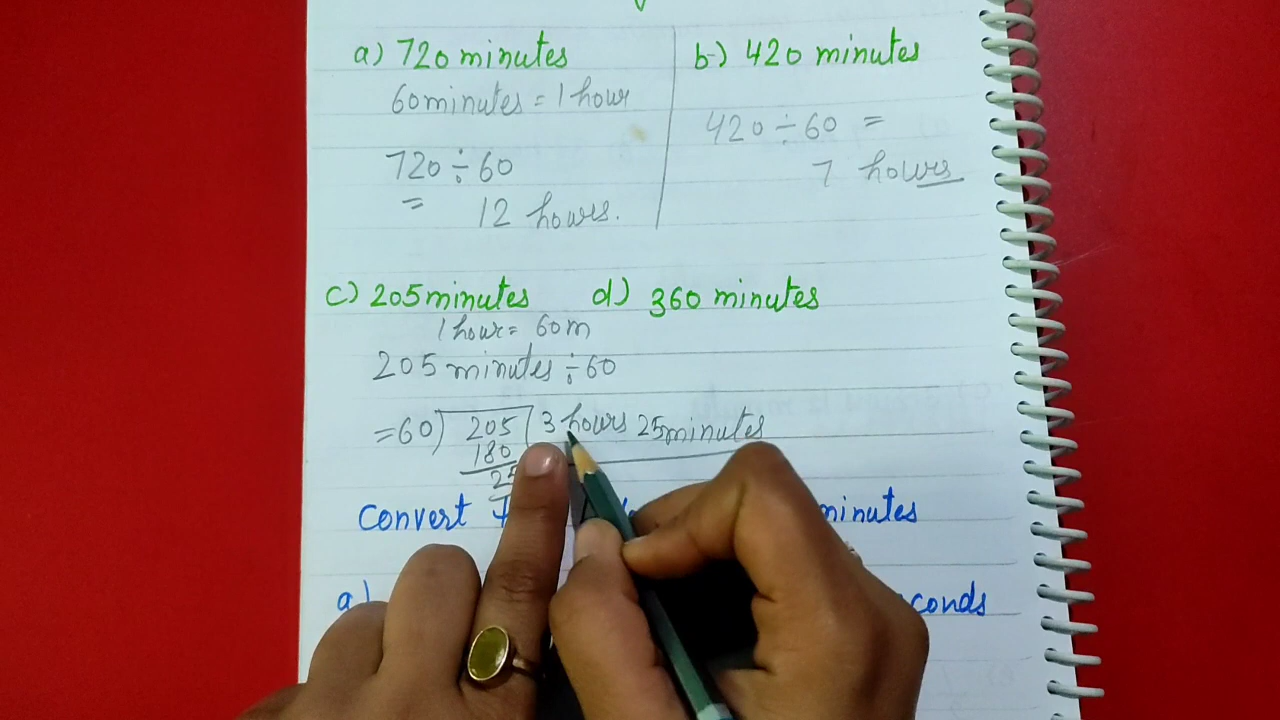 a) 720 minutes
60 minutes = 1 hour
720 ÷ 60
= 12 hours.
b) 420 minutes
420 ÷ 60 =
7 hours
c) 205 minutes d) 360 minutes
1 hour = 60 m
205 minutes ÷ 60
= 60) 205 ( 3 hours 25 minutes
180
25
Convert minutes
a)